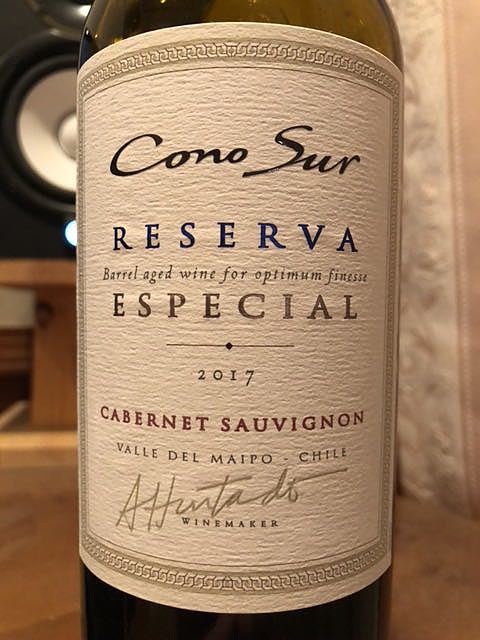 Cono Sur
RESERVA
Barrel aged wine for optimum finesse
ESPECIAL
2017
CABERNET SAUVIGNON
VALLE DEL MAIPO - CHILE
AHurtado
WINEMAKER